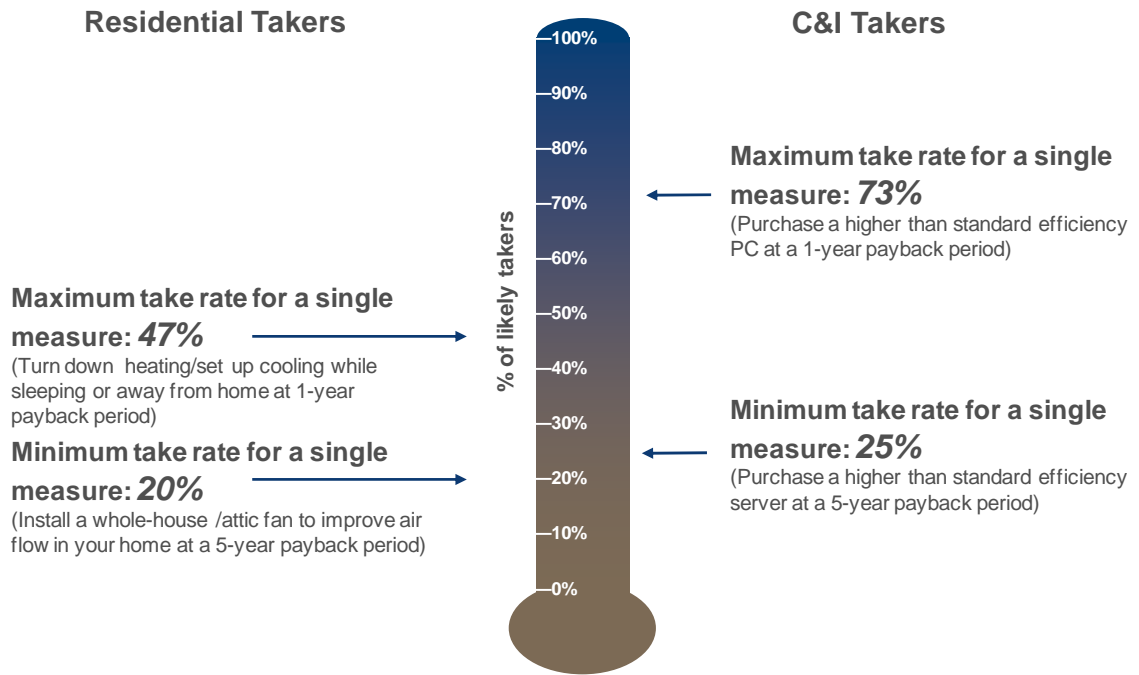 Residential Takers
C&I Takers
100%
90%
80%
70%
60%
50%
40%
30%
20%
10%
0%
% of likely takers
Maximum take rate for a single
measure: 47%
(Turn down heating/set up cooling while
sleeping or away from home at 1-year
payback period)
Minimum take rate for a single
measure: 20%
(Install a whole-house /attic fan to improve air
flow in your home at a 5-year payback period)
Maximum take rate for a single
measure: 73%
(Purchase a higher than standard efficiency
PC at a 1-year payback period)
Minimum take rate for a single
measure: 25%
(Purchase a higher than standard efficiency
server at a 5-year payback period)